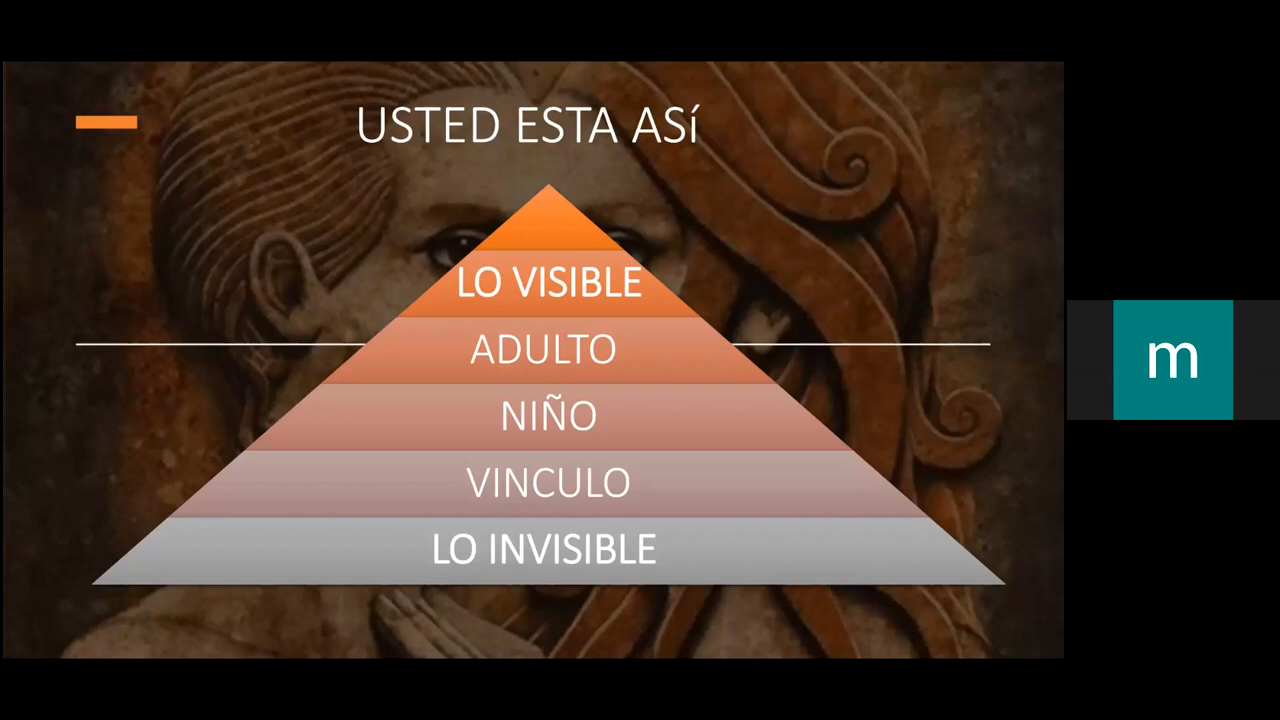 USTED ESTA ASí
LO VISIBLE
ADULTO
NIÑO
VINCULO
LO INVISIBLE
m